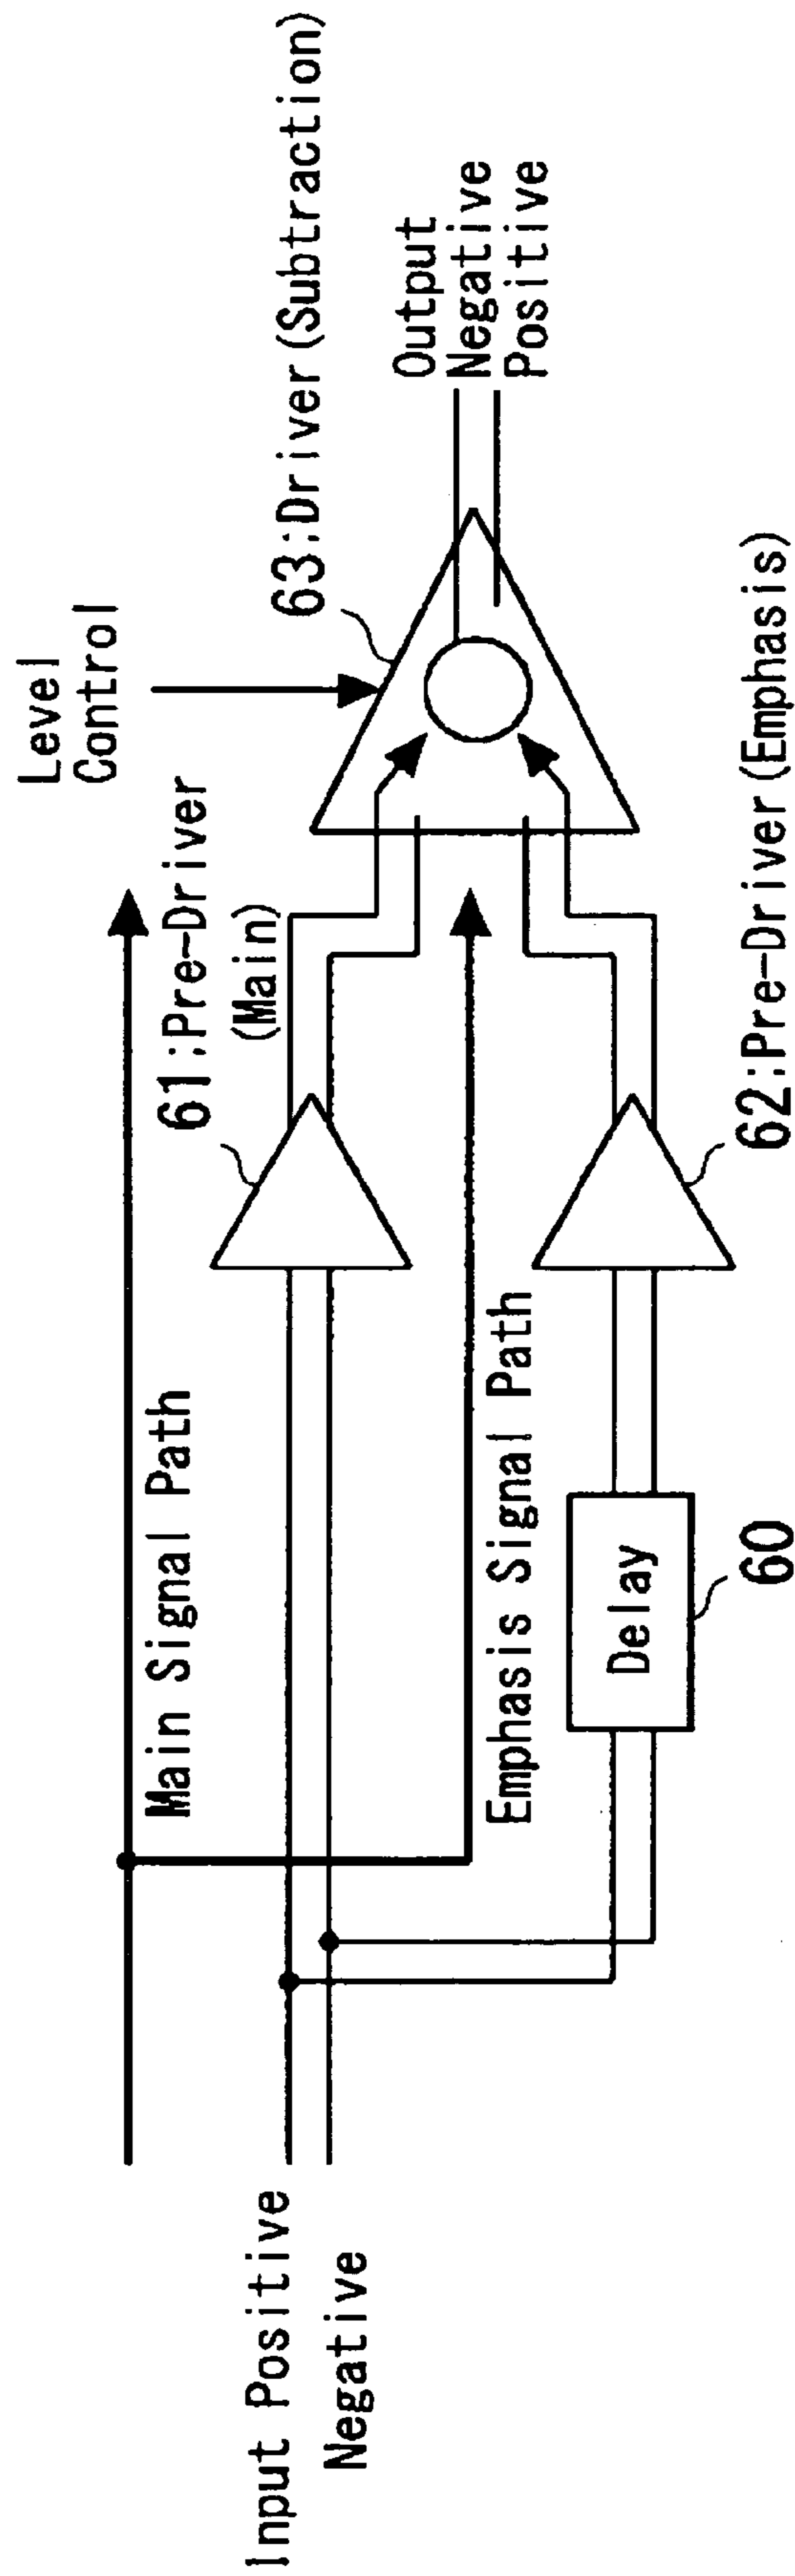 Input Positive
Negative
Main Signal Path
Emphasis Signal Path
Delay
60
61:Pre-Driver
(Main)
62:Pre-Driver(Emphasis)
Level
Control
63:Driver(Subtraction)
Output
Negative
Positive